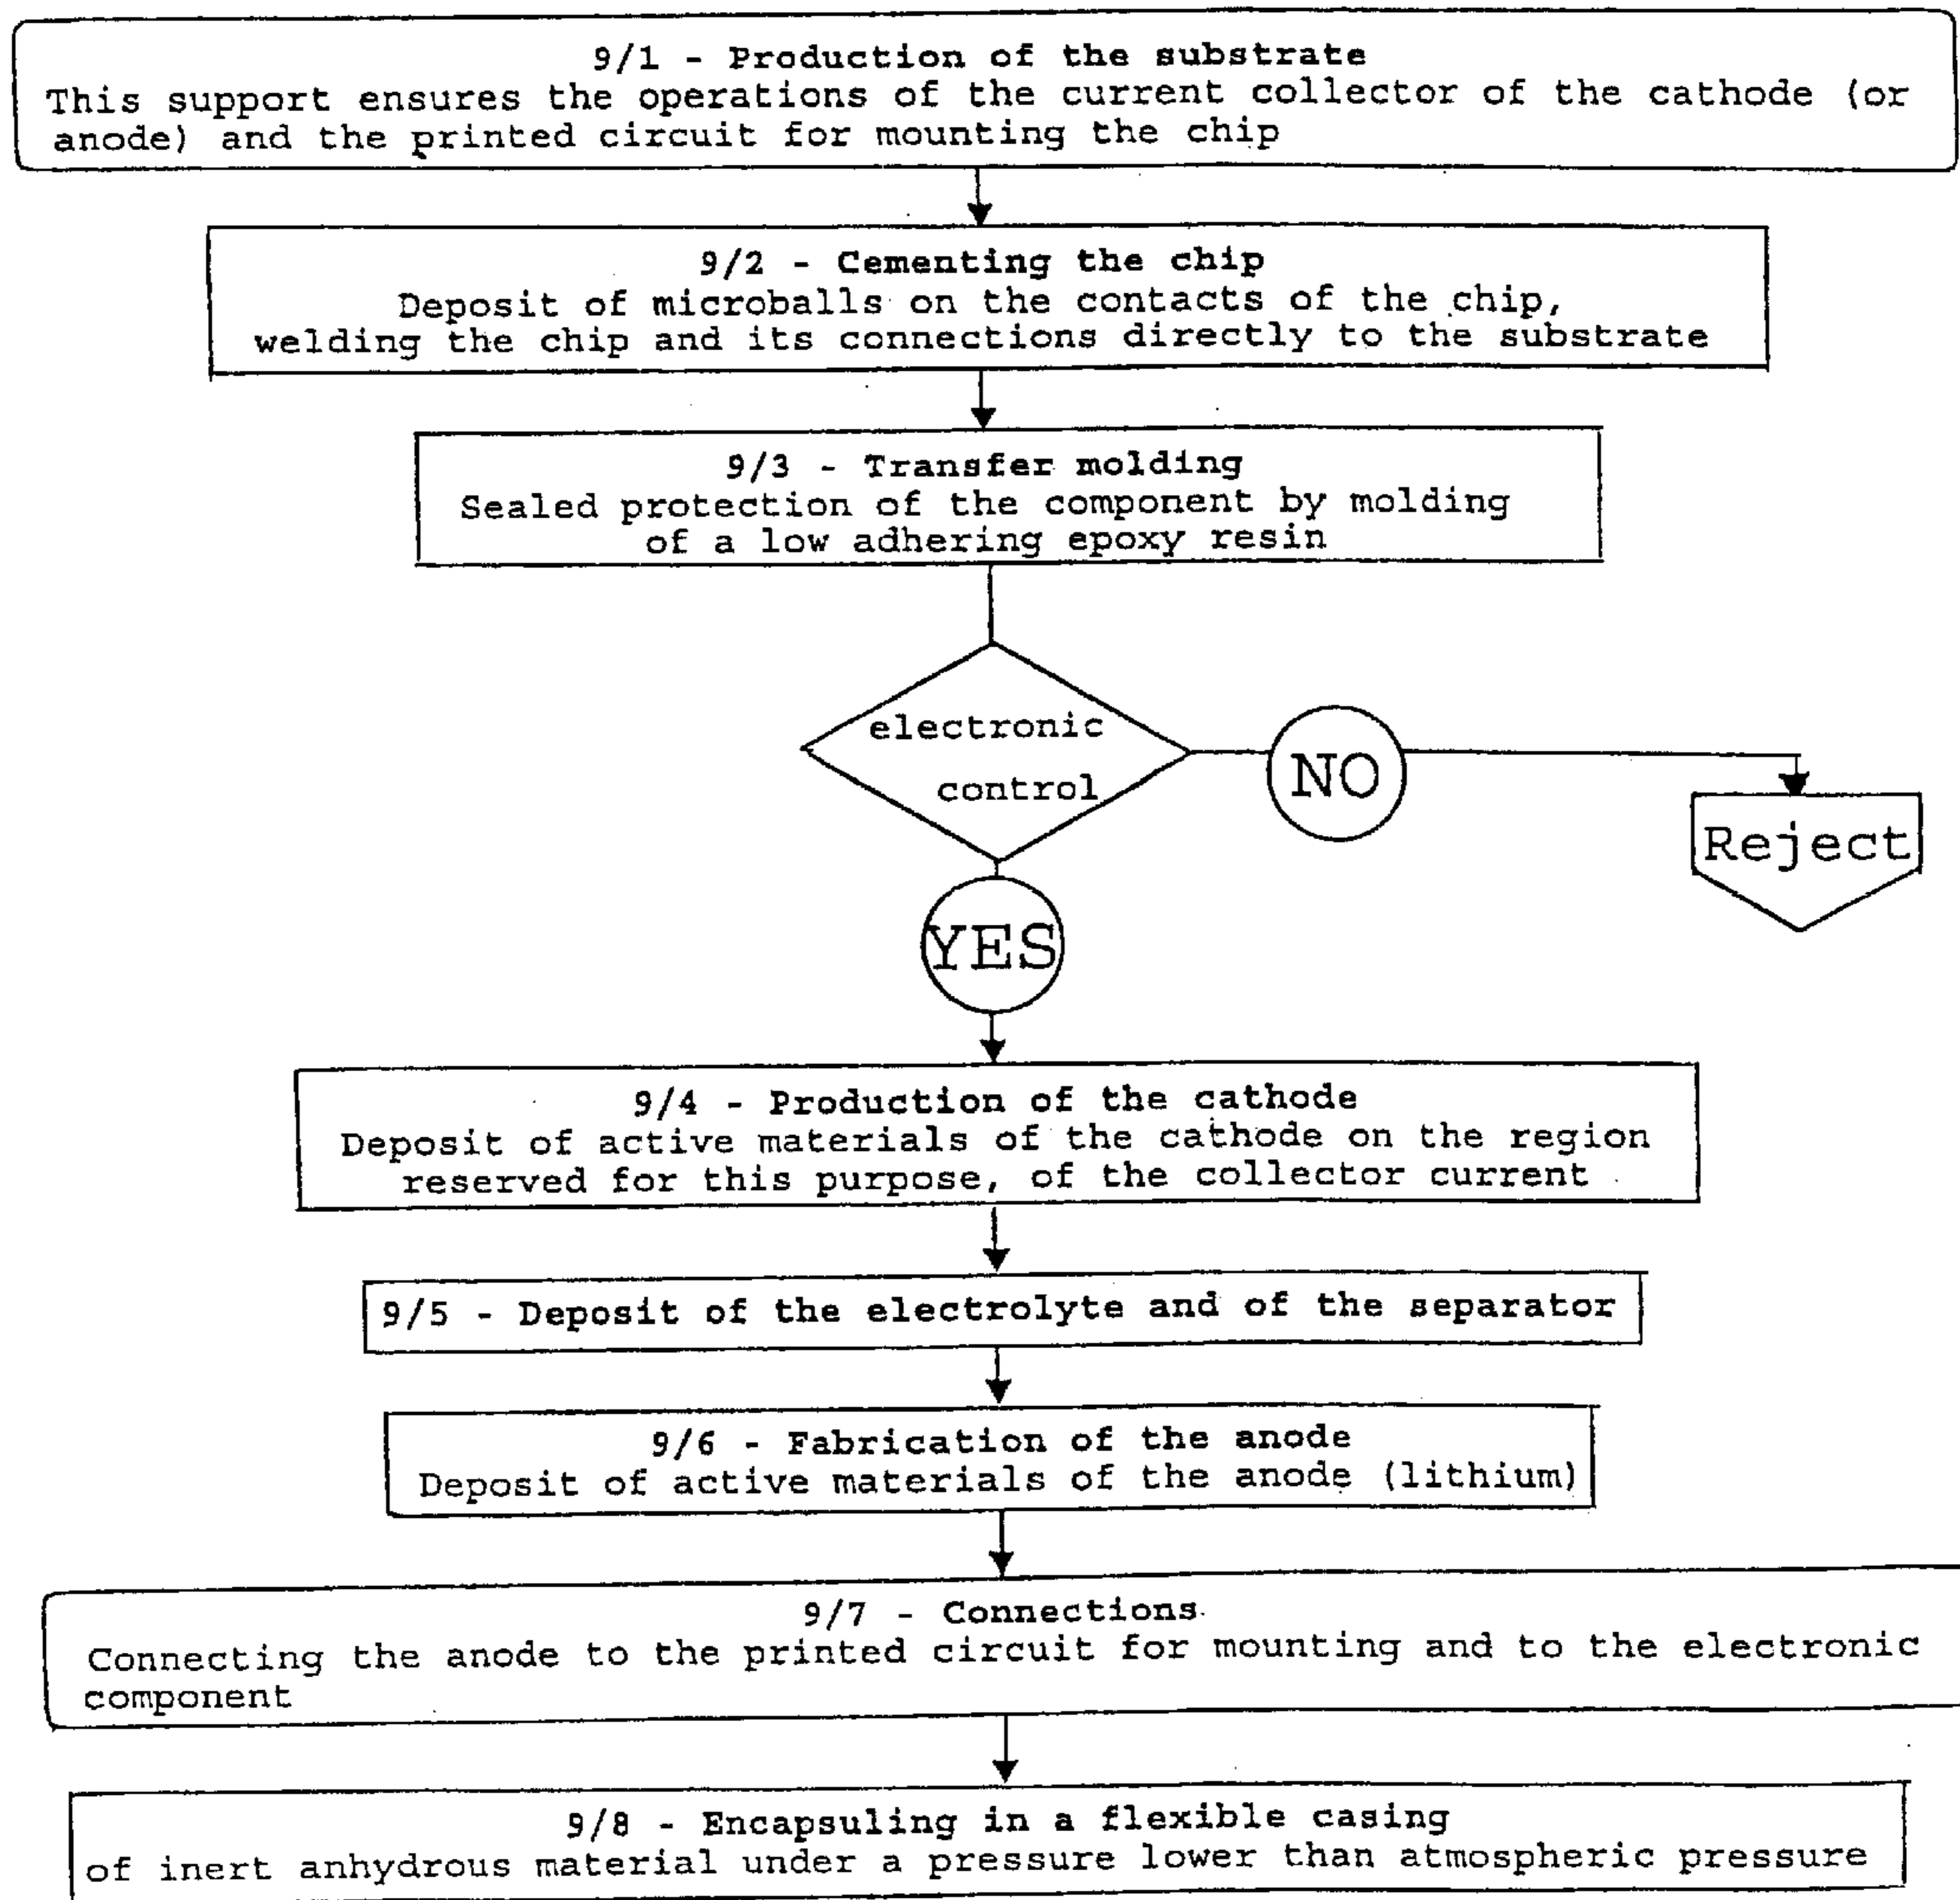 9/1 - Production of the substrate
This support ensures the operations of the current collector of the cathode (or
anode) and the printed circuit for mounting the chip
9/2 - Cementing the chip
Deposit of microballs on the contacts of the chip,
welding the chip and its connections directly to the substrate
9/3 - Transfer molding
Sealed protection of the component by molding
of a low adhering epoxy resin
electronic
control
NO
Reject
YES
9/4 - Production of the cathode
Deposit of active materials of the cathode on the region
reserved for this purpose, of the collector current
9/5 - Deposit of the electrolyte and of the separator
9/6 - Fabrication of the anode
Deposit of active materials of the anode (lithium)
9/7 - Connections
Connecting the anode to the printed circuit for mounting and to the electronic
component
9/8 - Encapsuling in a flexible casing
of inert anhydrous material under a pressure lower than atmospheric pressure